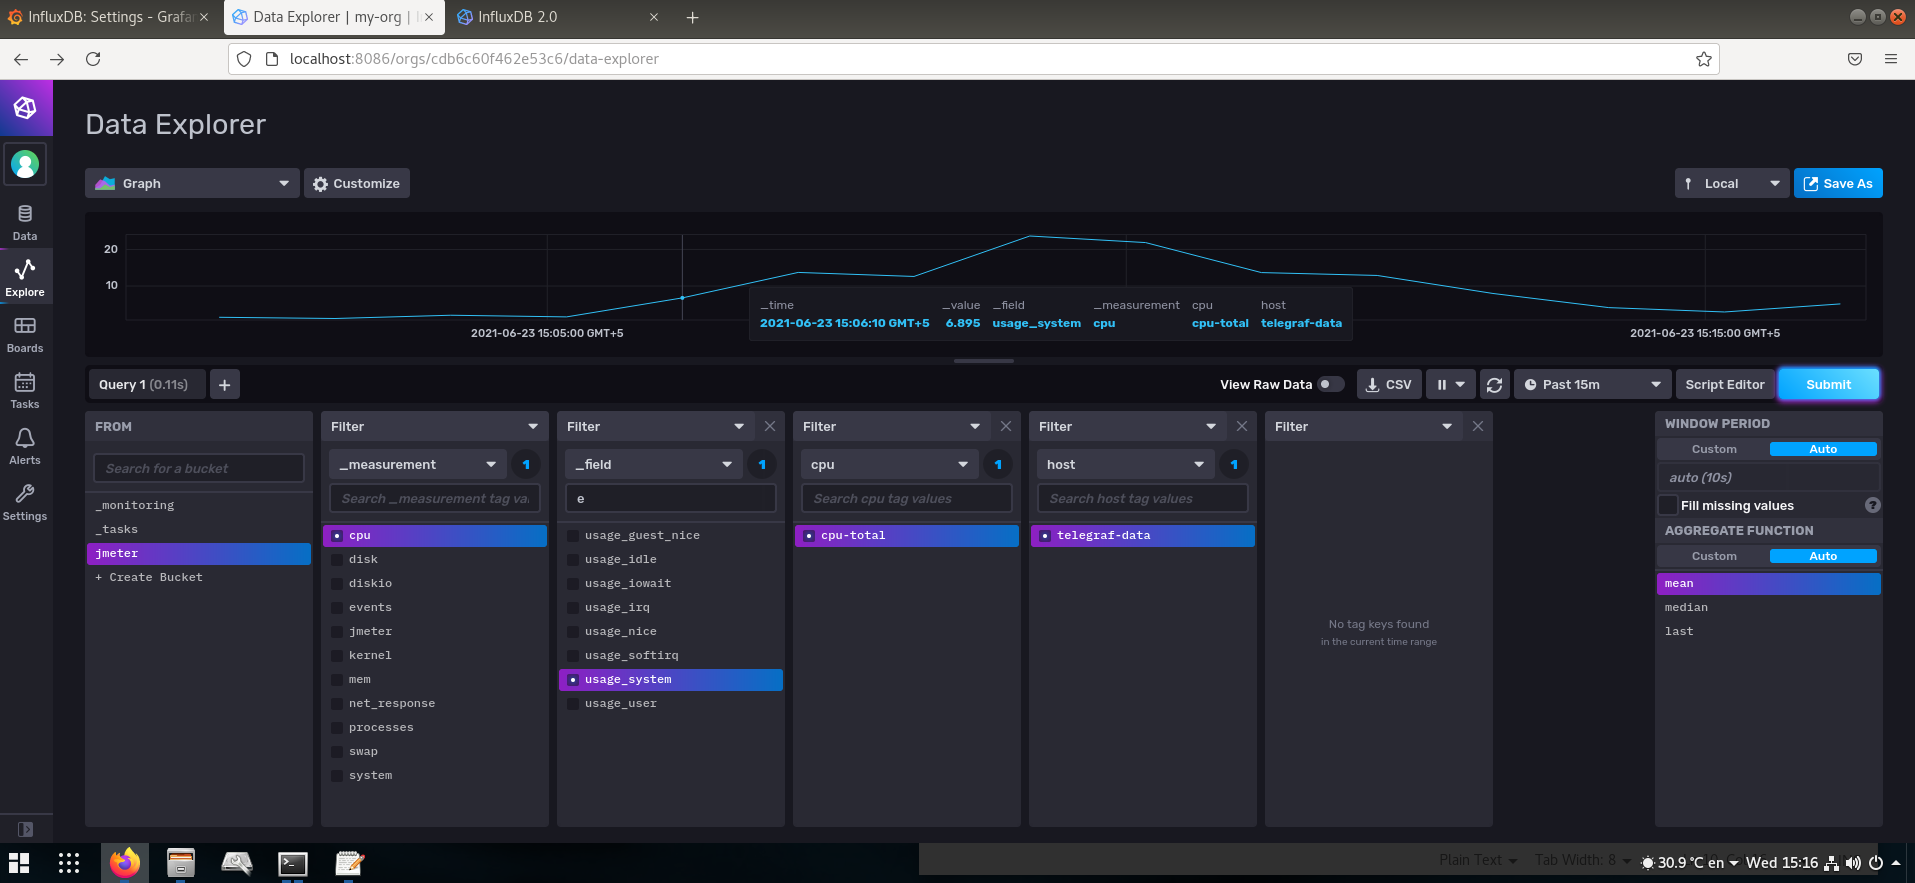 InfluxDB: Settings - Grafa
Data Explorer | my-org |
InfluxDB 2.0
localhost:8086/orgs/cdb6c60f462e53c6/data-explorer
Data Explorer
Graph
Customize
Local
Save As
Data
Explore
Boards
Tasks
Alerts
Settings
20
10
2021-06-23 15:05:00 GMT+5
2021-06-23 15:15:00 GMT+5
_time _value _field _measurement cpu host
2021-06-23 15:06:10 GMT+5 6.895 usage_system cpu cpu-total telegraf-data
Query 1 (0.11s)
View Raw Data
CSV
Past 15m
Script Editor
Submit
FROM
Search for a bucket
_monitoring
_tasks
jmeter
+ Create Bucket
Filter
_measurement 1
Search _measurement tag va
cpu
disk
diskio
events
jmeter
kernel
mem
net_response
processes
swap
system
Filter
_field 1
e
usage_guest_nice
usage_idle
usage_iowait
usage_irq
usage_nice
usage_softirq
usage_system
usage_user
Filter
cpu 1
Search cpu tag values
cpu-total
Filter
host 1
Search host tag values
telegraf-data
Filter
No tag keys found
in the current time range
WINDOW PERIOD
Custom Auto
auto (10s)
Fill missing values ?
AGGREGATE FUNCTION
Custom Auto
mean
median
last
Plain Text Tab Width: 8
30.9 °C en Wed 15:16